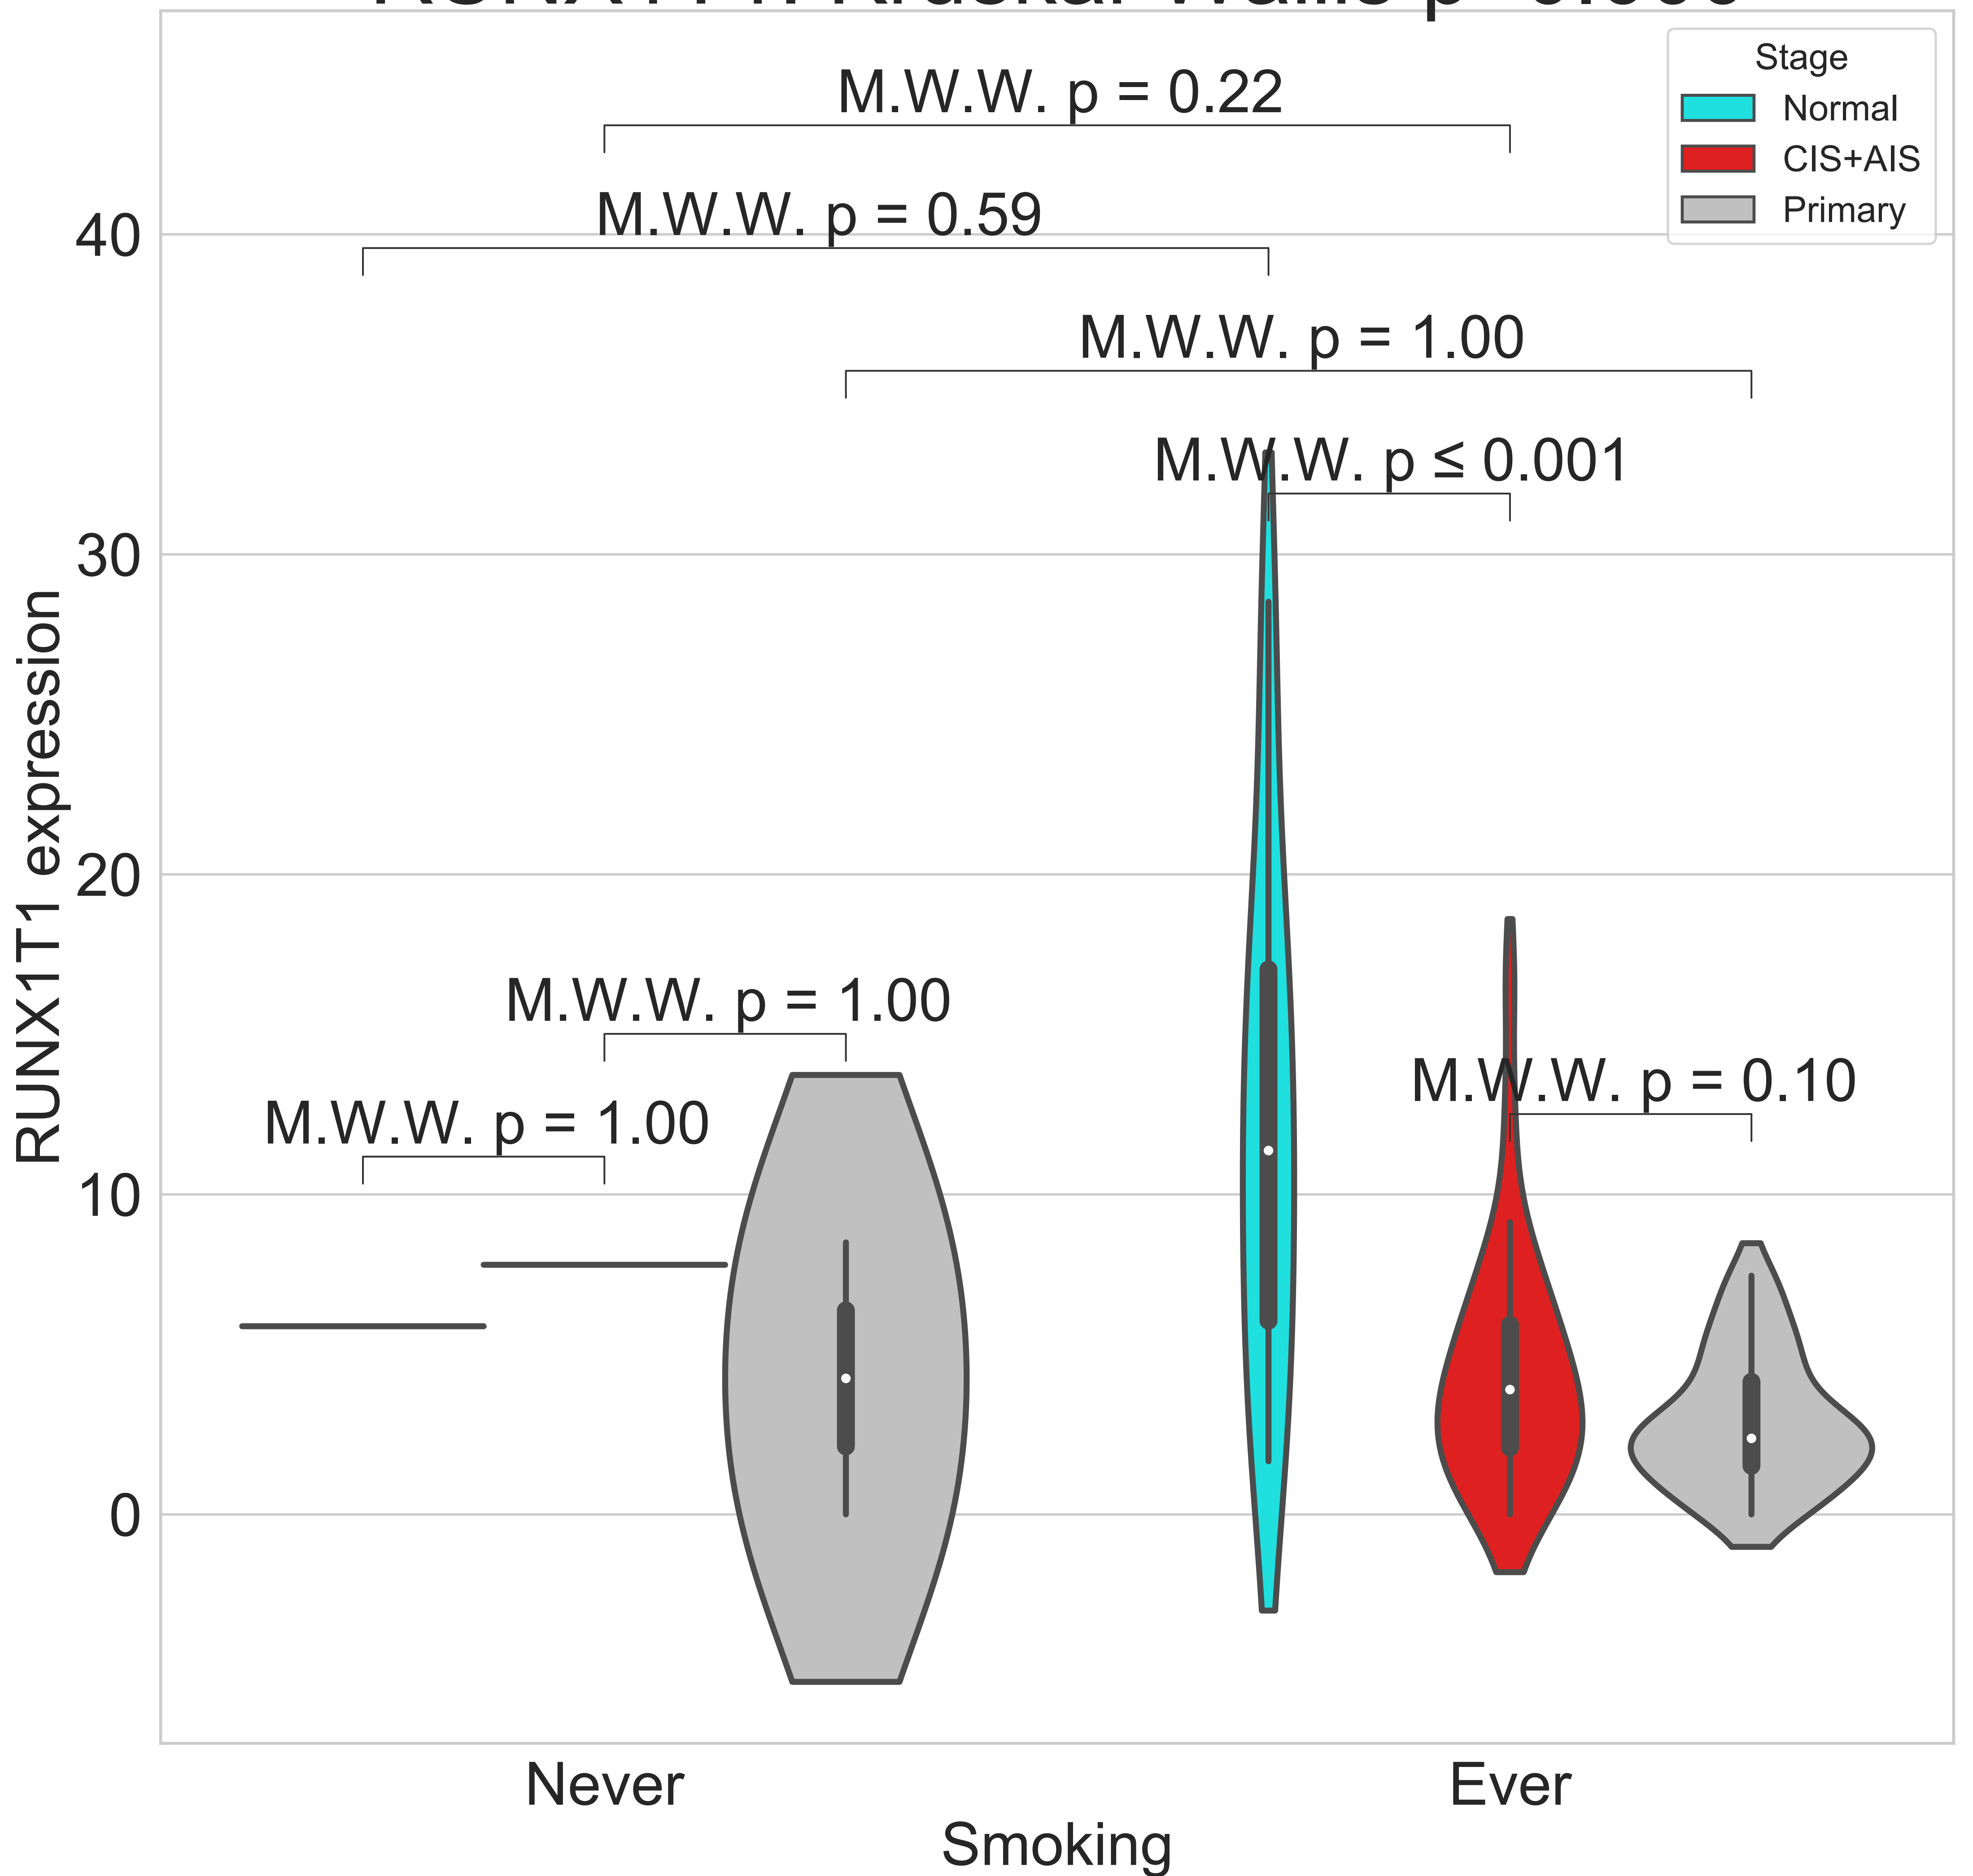 Stage
Normal
CIS+AIS
Primary
M.W.W. p = 0.22
M.W.W. p = 0.59
M.W.W. p = 1.00
M.W.W. p ≤ 0.001
M.W.W. p = 1.00
M.W.W. p = 0.10
M.W.W. p = 1.00
40
30
20
10
0
RUNX1T1 expression
Never
Ever
Smoking